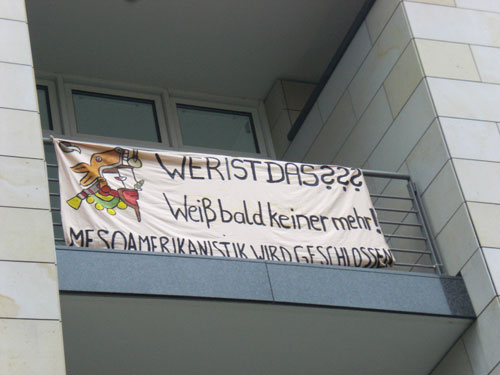 WER IST DAS???
Weiß bald keiner mehr!
MESOAMERIKANISTIK WIRD GESCHLOSSEN